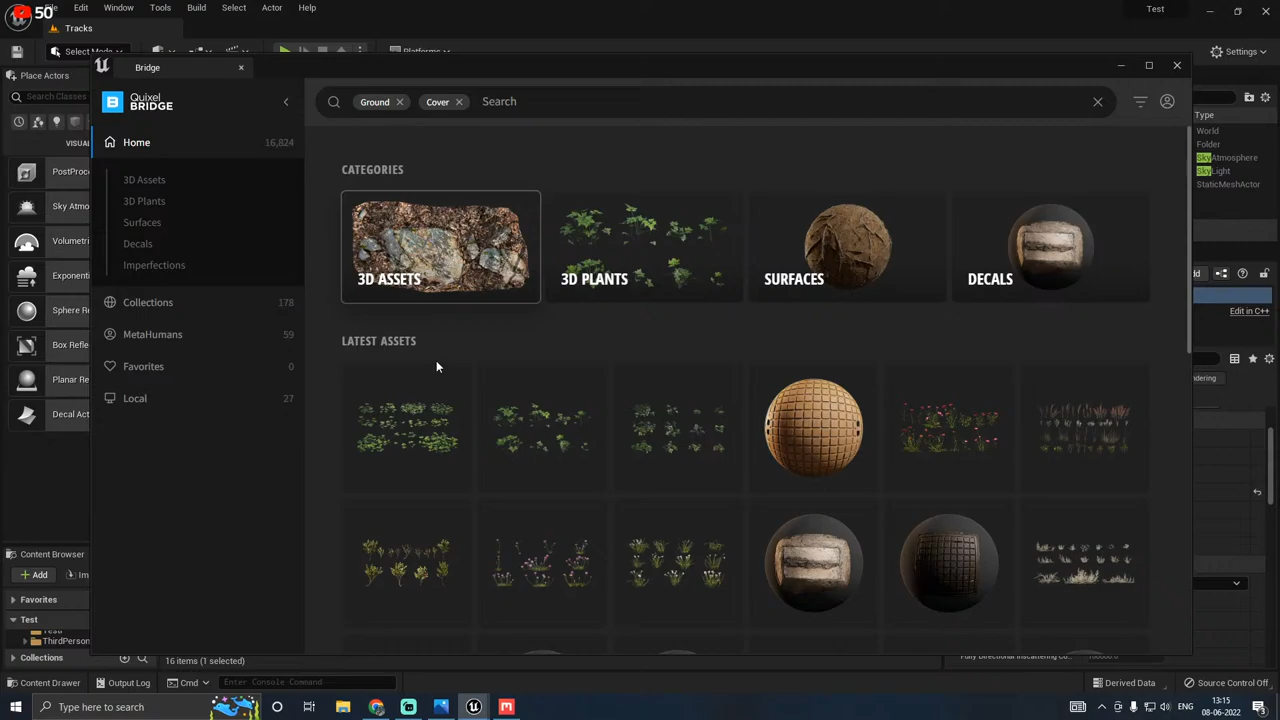 50
File Edit Window Tools Build Select Actor Help
Test
Tracks
Select Mode
Platforms
Settings
Place Actors
Search Classes
VISUAL
PostProce
Sky Atmo
Volumetri
Exponenti
Sphere R
Box Refle
Planar Re
Decal Act
Bridge
Quixel
BRIDGE
Home 16,824
3D Assets
3D Plants
Surfaces
Decals
Imperfections
Collections 178
MetaHumans 59
Favorites 0
Local 27
Ground
Cover
Search
CATEGORIES
3D ASSETS
3D PLANTS
SURFACES
DECALS
LATEST ASSETS
Type
World
Folder
SkyAtmosphere
SkyLight
StaticMeshActor
Edit in C++
Content Browser
Add
Favorites
Test
ThirdPerson
Collections
16 items (1 selected)
Content Drawer
Output Log
Cmd
Enter Console Command
Derived Data
Source Control Off
Type here to search
13:15
08-06-2022
3